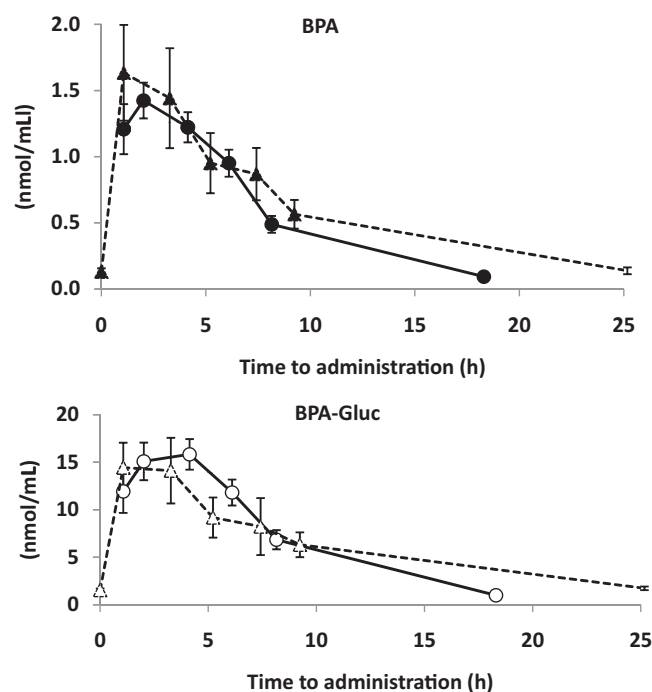 BPA
2.0
1.5
1.0
0.5
0.0
(nmol/mLl)
0 5 10 15 20 25
Time to administration (h)
BPA-Gluc
20
15
10
5
0
(nmol/mL)
0 5 10 15 20 25
Time to administration (h)